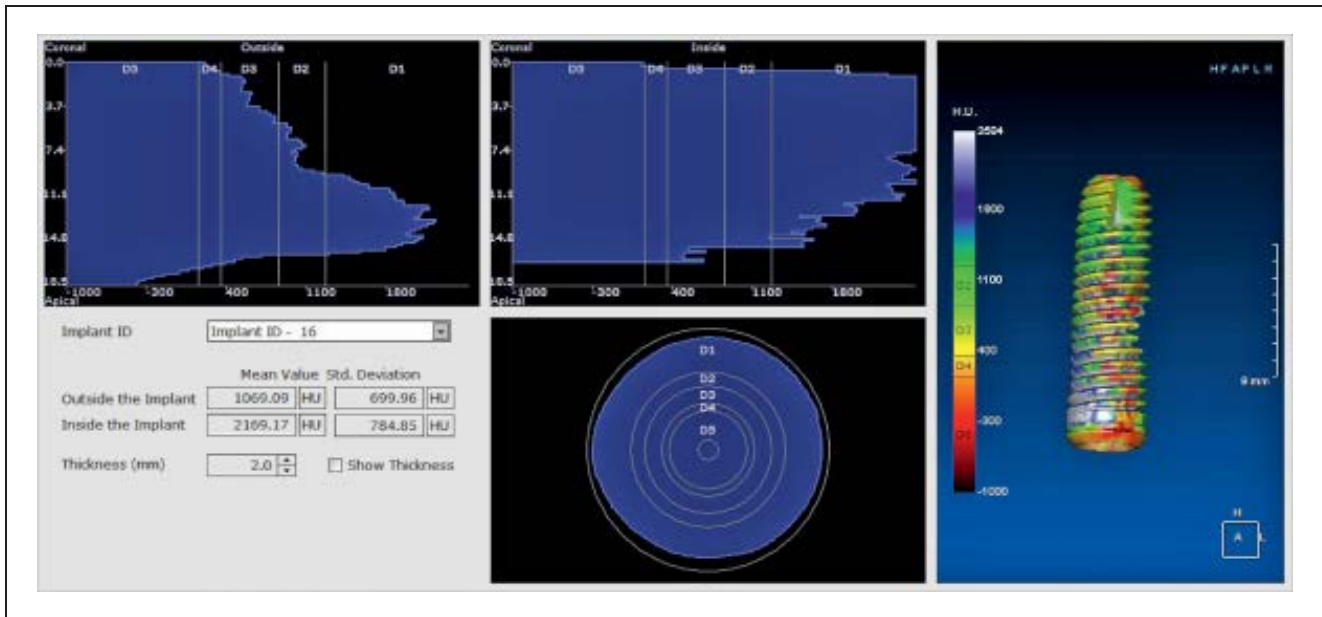 Coronal Outside
0.0 D3 D4 D3 D2 D1
3.7
7.4
11.1
14.8
18.5
-1000 -300 400 1100 1800
Apical
Coronal Inside
0.0 D3 D4 D3 D2 D1
3.7
7.4
11.1
14.8
18.5
-1000 -300 400 1100 1800
Apical
Implant ID Implant ID - 16
Mean Value Std. Deviation
Outside the Implant 1069.09 HU 699.96 HU
Inside the Implant 2169.17 HU 784.85 HU
Thickness (mm) 2.0 Show Thickness
D1
D2
D3
D4
D5
H F A P L R
H.U.
2504
1800
D2
1100
D3
400
D4
-300
D5
-1000
9 mm
H
A L